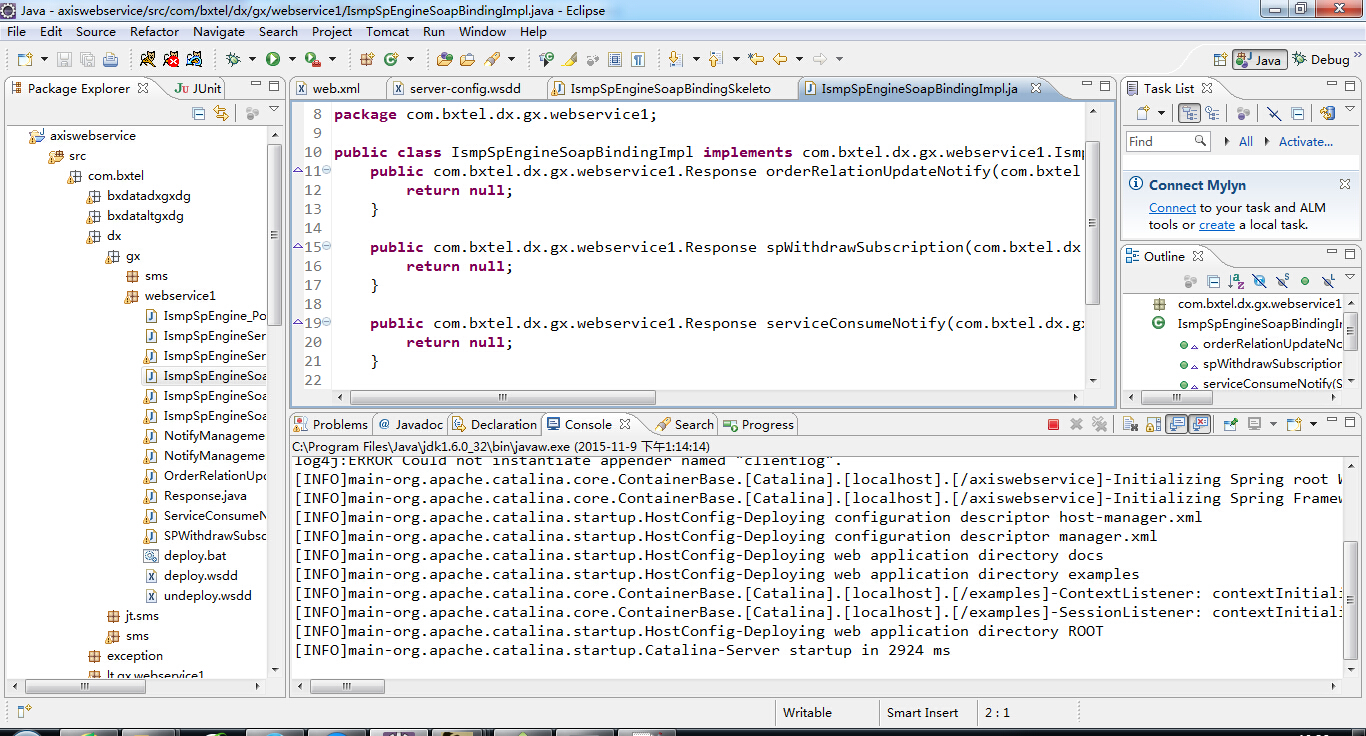 Java - axiswebservice/src/com/bxtel/dx/gx/webservice1/IsmpSpEngineSoapBindingImpl.java - Eclipse
File Edit Source Refactor Navigate Search Project Tomcat Run Window Help
Java Debug
Package Explorer JUnit
axiswebservice
src
com.bxtel
bxdatadxgxdg
bxdataltgxdg
dx
gx
sms
webservice1
IsmpSpEngine_Po
IsmpSpEngineSer
IsmpSpEngineSer
IsmpSpEngineSoa
IsmpSpEngineSoa
IsmpSpEngineSoa
NotifyManageme
NotifyManageme
OrderRelationUpd
Response.java
ServiceConsumeN
SPWithdrawSubsc
deploy.bat
deploy.wsdd
undeploy.wsdd
jt.sms
sms
exception
lt.gx.webservice1
web.xml server-config.wsdd IsmpSpEngineSoapBindingSkeleto IsmpSpEngineSoapBindingImpl.ja
8 package com.bxtel.dx.gx.webservice1;
9
10 public class IsmpSpEngineSoapBindingImpl implements com.bxtel.dx.gx.webservice1.Ismp
11 public com.bxtel.dx.gx.webservice1.Response orderRelationUpdateNotify(com.bxtel
12 return null;
13 }
14
15 public com.bxtel.dx.gx.webservice1.Response spWithdrawSubscription(com.bxtel.dx
16 return null;
17 }
18
19 public com.bxtel.dx.gx.webservice1.Response serviceConsumeNotify(com.bxtel.dx.gx
20 return null;
21 }
22
Task List
Find All Activate...
Connect Mylyn
Connect to your task and ALM
tools or create a local task.
Outline
com.bxtel.dx.gx.webservice1
IsmpSpEngineSoapBindingIm
orderRelationUpdateNo
spWithdrawSubscription
serviceConsumeNotify(S
Problems @ Javadoc Declaration Console Search Progress
C:\Program Files\Java\jdk1.6.0_32\bin\javaw.exe (2015-11-9 下午1:14:14)
log4j:ERROR Could not instantiate appender named "clientlog".
[INFO]main-org.apache.catalina.core.ContainerBase.[Catalina].[localhost].[/axiswebservice]-Initializing Spring root W
[INFO]main-org.apache.catalina.core.ContainerBase.[Catalina].[localhost].[/axiswebservice]-Initializing Spring Framew
[INFO]main-org.apache.catalina.startup.HostConfig-Deploying configuration descriptor host-manager.xml
[INFO]main-org.apache.catalina.startup.HostConfig-Deploying configuration descriptor manager.xml
[INFO]main-org.apache.catalina.startup.HostConfig-Deploying web application directory docs
[INFO]main-org.apache.catalina.startup.HostConfig-Deploying web application directory examples
[INFO]main-org.apache.catalina.core.ContainerBase.[Catalina].[localhost].[/examples]-ContextListener: contextInitiali
[INFO]main-org.apache.catalina.core.ContainerBase.[Catalina].[localhost].[/examples]-SessionListener: contextInitiali
[INFO]main-org.apache.catalina.startup.HostConfig-Deploying web application directory ROOT
[INFO]main-org.apache.catalina.startup.Catalina-Server startup in 2924 ms
Writable Smart Insert 2 : 1